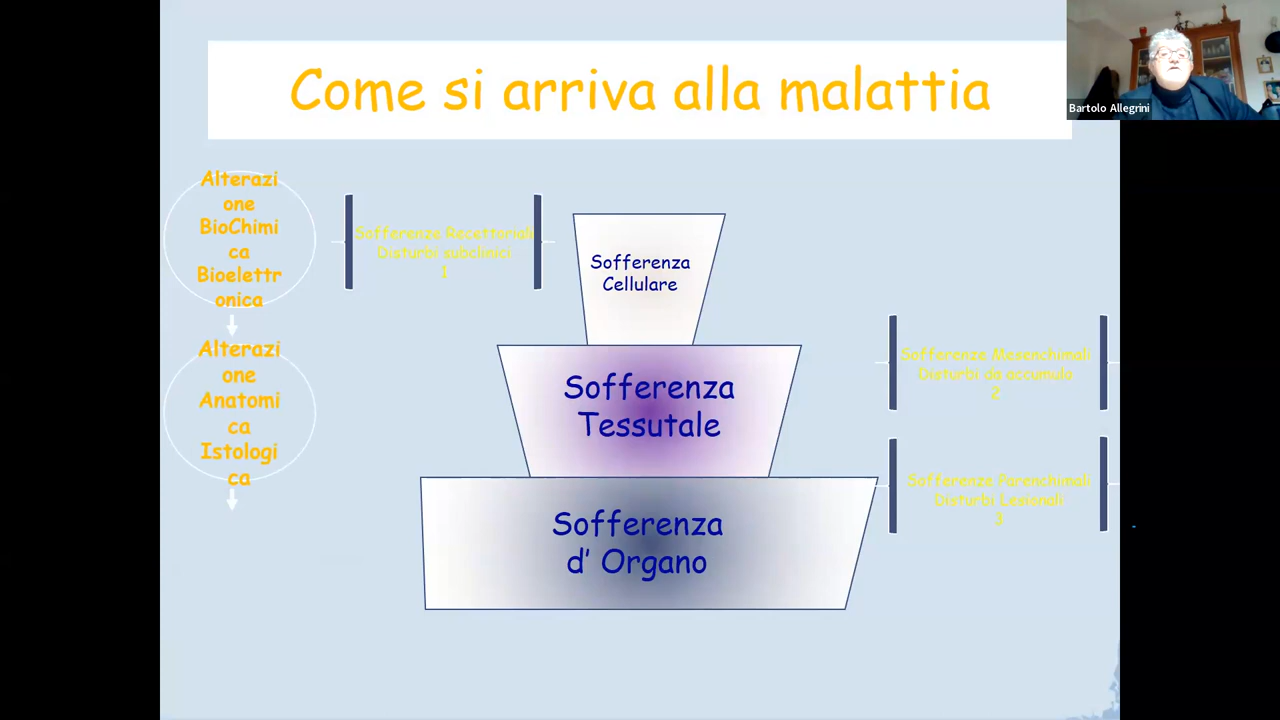 Come si arriva alla malattia
Bartolo Allegrini
Alterazi
one
BioChimi
ca
Bioelettr
onica
Sofferenze Recettoriali
Disturbi subclinici
1
Sofferenza
Cellulare
Alterazi
one
Anatomi
ca
Istologi
ca
Sofferenza
Tessutale
Sofferenze Mesenchimali
Disturbi da accumulo
2
Sofferenza
d' Organo
Sofferenze Parenchimali
Disturbi Lesionali
3